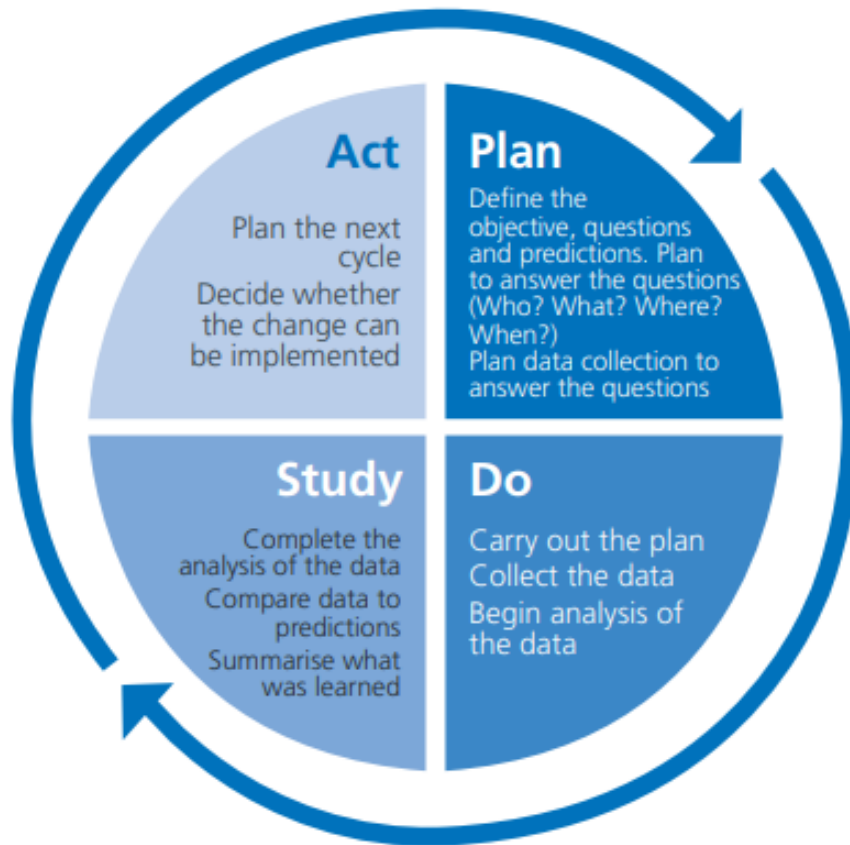 Act
Plan the next
cycle
Decide whether
the change can
be implemented
Plan
Define the
objective, questions
and predictions. Plan
to answer the questions
(Who? What? Where?
When?)
Plan data collection to
answer the questions
Study
Complete the
analysis of the data
Compare data to
predictions
Summarise what
was learned
Do
Carry out the plan
Collect the data
Begin analysis of
the data